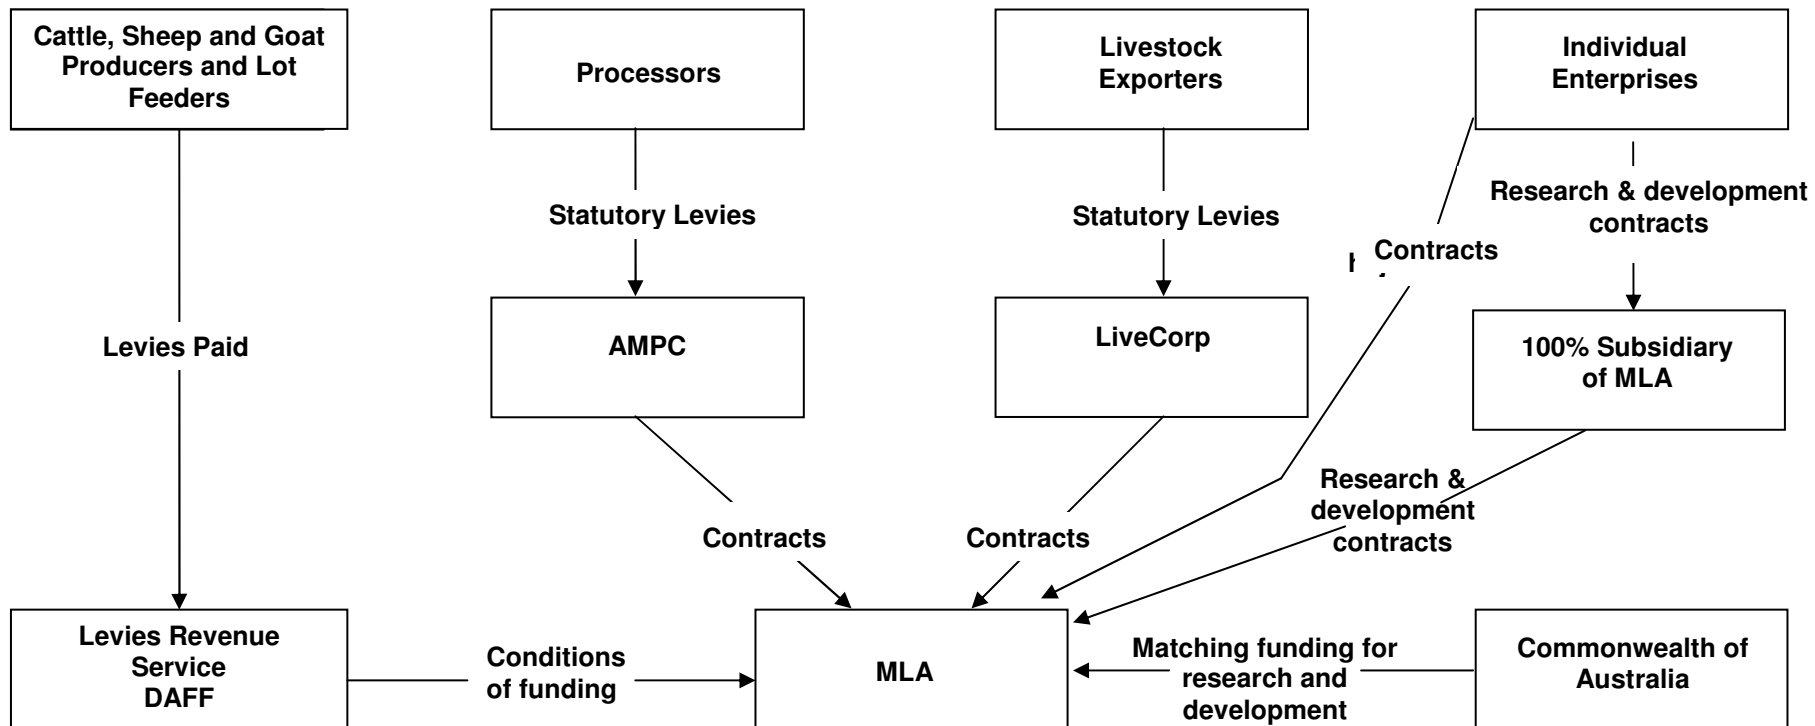 Cattle, Sheep and Goat
Producers and Lot
Feeders
Processors
Livestock
Exporters
Individual
Enterprises
Statutory Levies
Statutory Levies
Research & development
contracts
Contracts
Levies Paid
AMPC
LiveCorp
100% Subsidiary
of MLA
Contracts
Contracts
Research &
development
contracts
Levies Revenue
Service
DAFF
Conditions
of funding
MLA
Matching funding for
research and
development
Commonwealth of
Australia